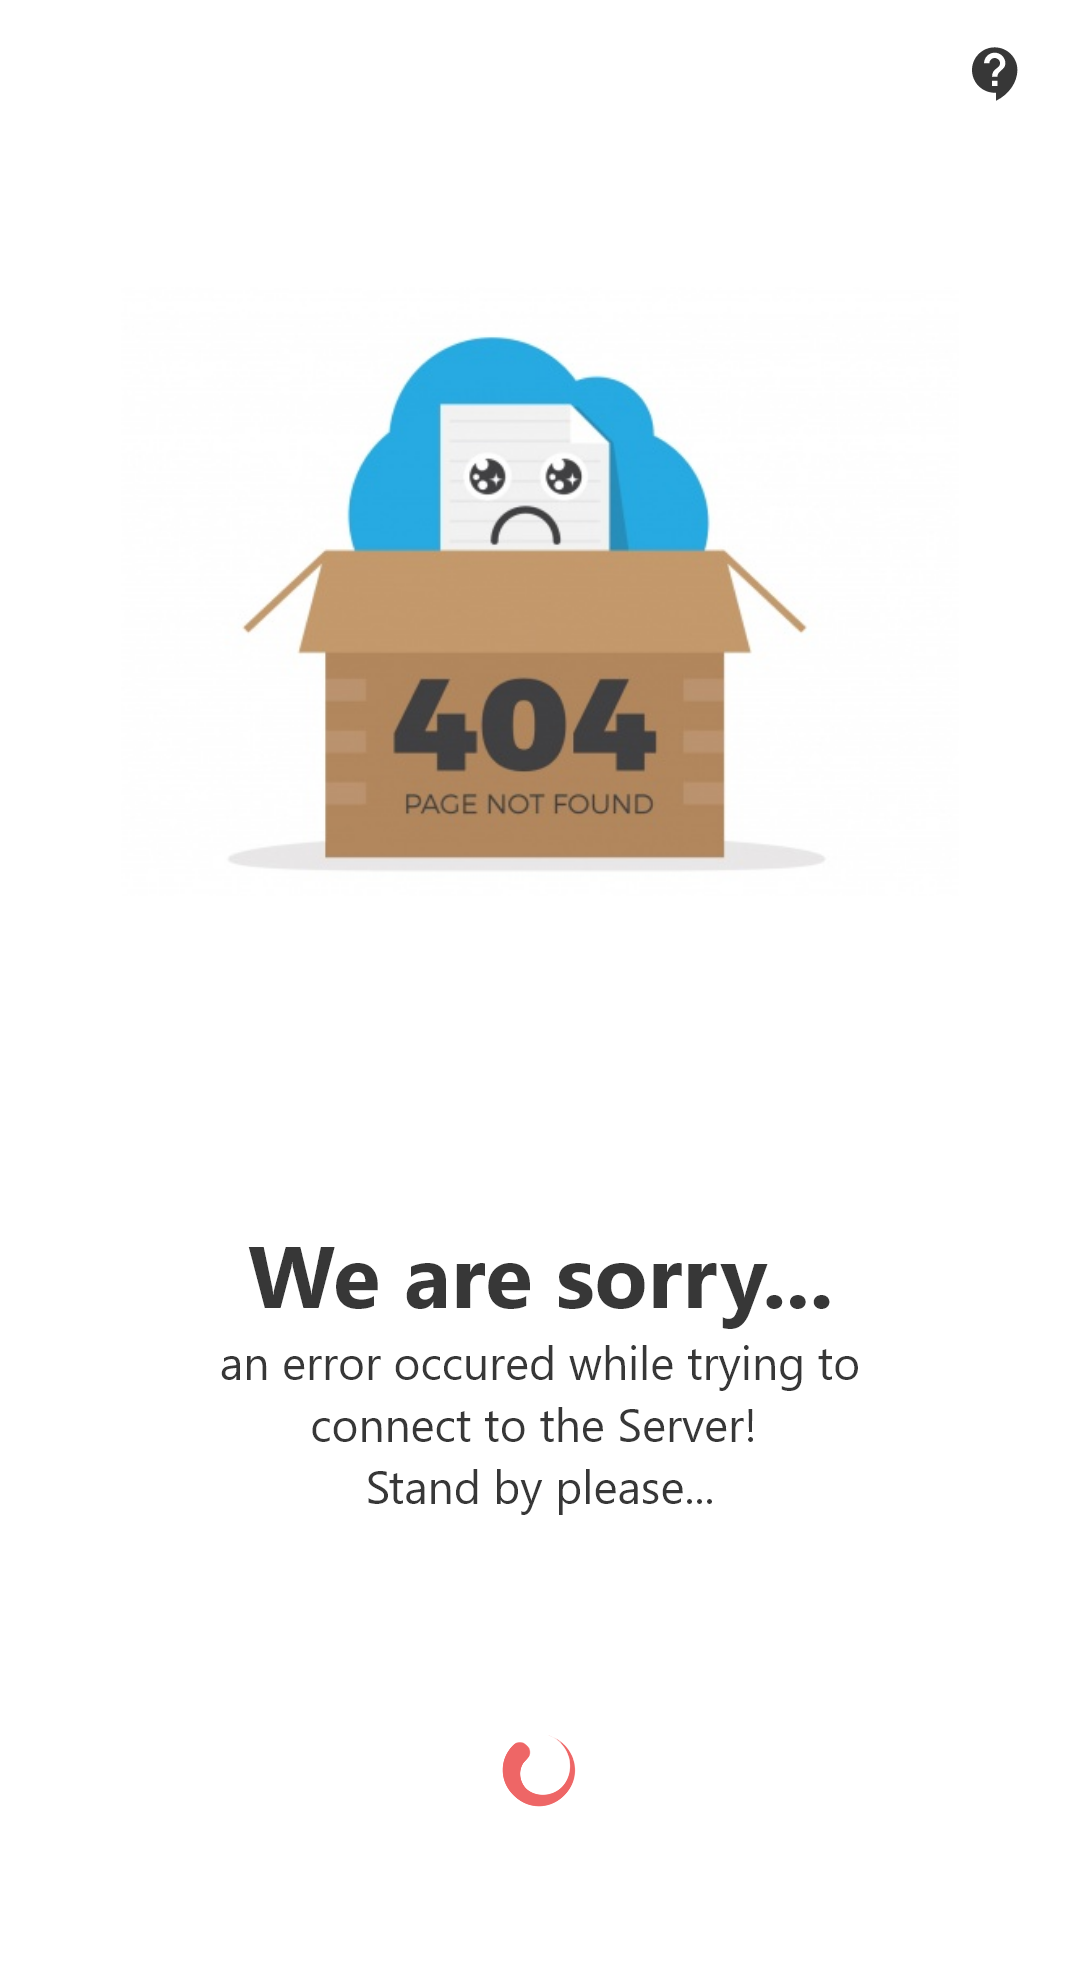 ?
404
PAGE NOT FOUND
We are sorry...
an error occured while trying to
connect to the Server!
Stand by please...